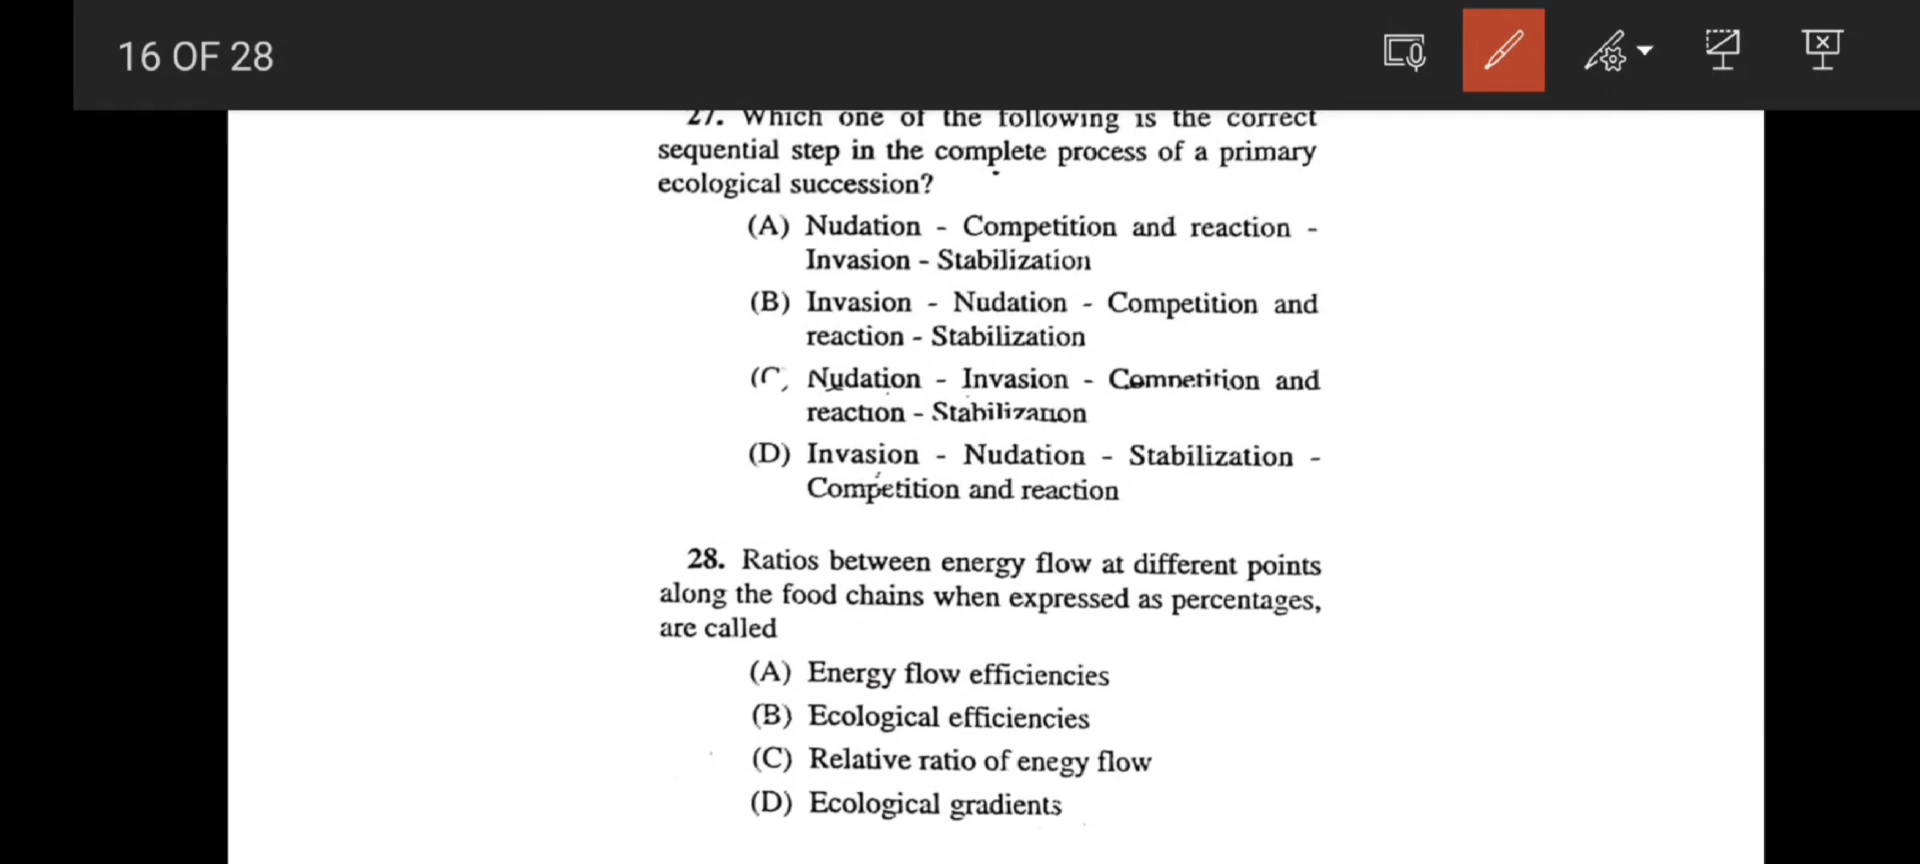 16 OF 28
27. Which one of the following is the correct
sequential step in the complete process of a primary
ecological succession?
(A) Nudation - Competition and reaction -
Invasion - Stabilization
(B) Invasion - Nudation - Competition and
reaction - Stabilization
(C) Nudation - Invasion - Competition and
reaction - Stabilization
(D) Invasion - Nudation - Stabilization -
Competition and reaction
28. Ratios between energy flow at different points
along the food chains when expressed as percentages,
are called
(A) Energy flow efficiencies
(B) Ecological efficiencies
(C) Relative ratio of enegy flow
(D) Ecological gradients